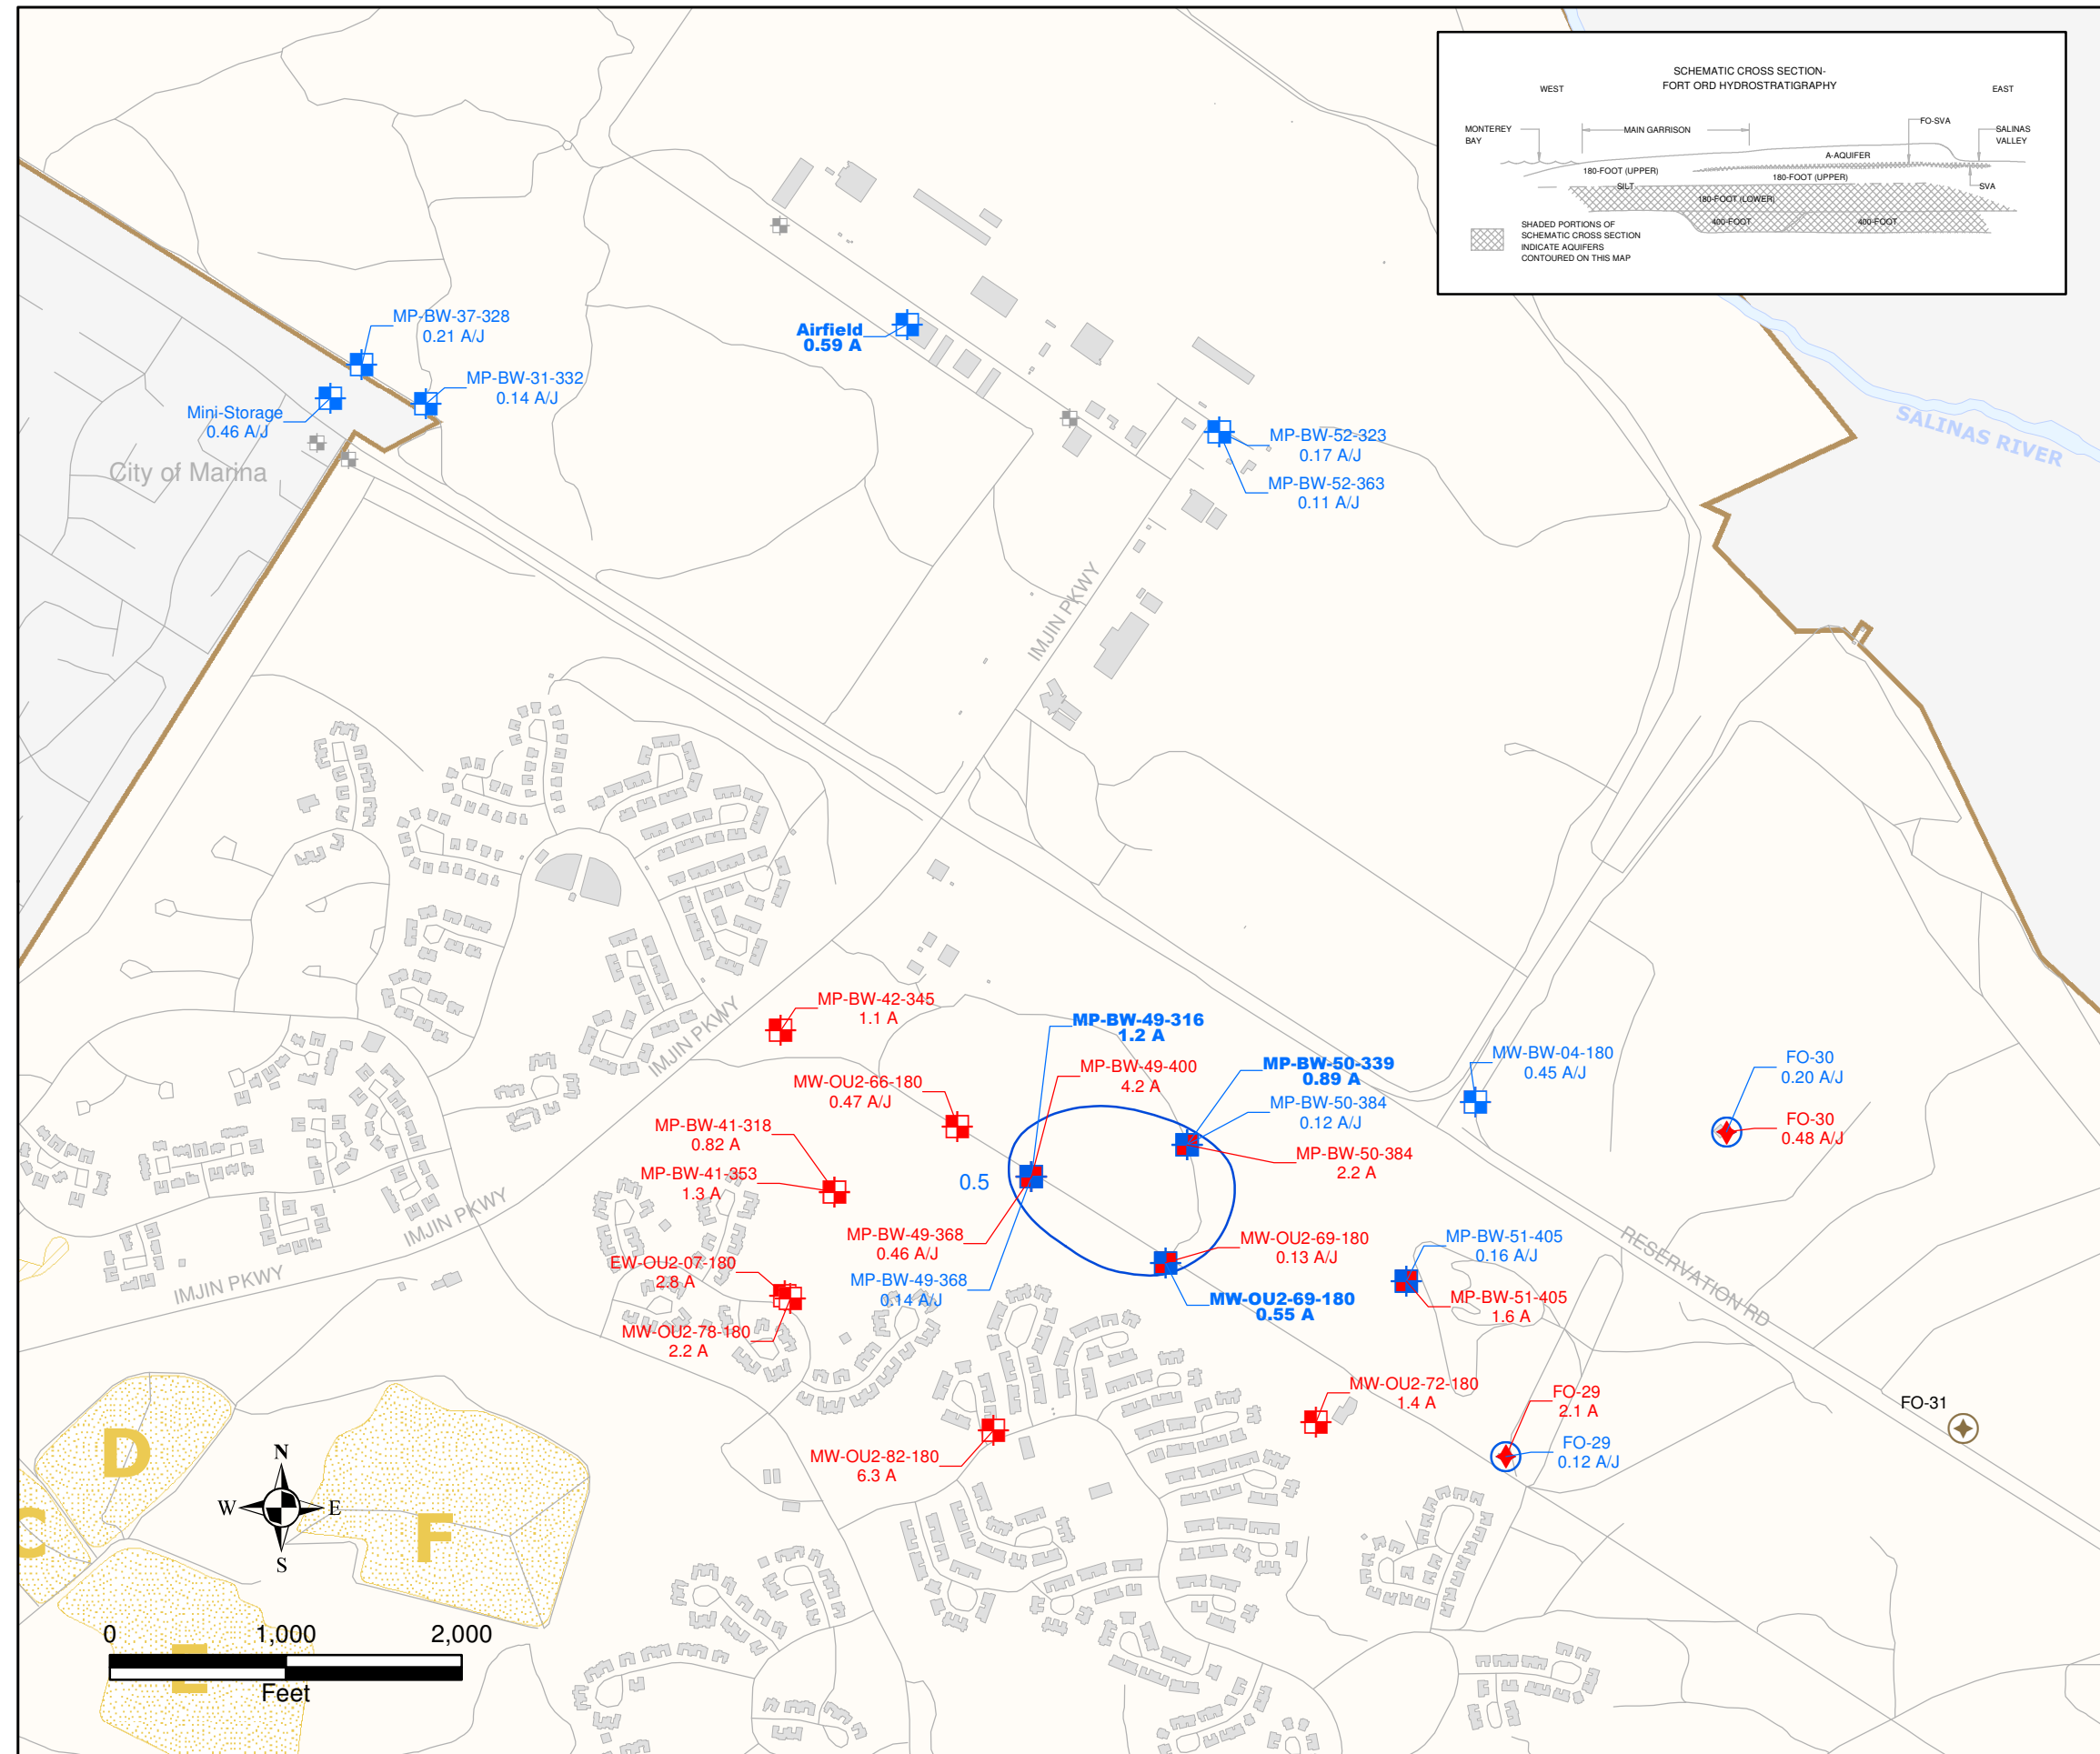 SCHEMATIC CROSS SECTION-
FORT ORD HYDROSTRATIGRAPHY
WEST
EAST
MONTEREY
BAY
MAIN GARRISON
FO-SVA
SALINAS
VALLEY
A-AQUIFER
180-FOOT (UPPER)
180-FOOT (UPPER)
SILT
SVA
180-FOOT (LOWER)
400-FOOT
400-FOOT
SHADED PORTIONS OF
SCHEMATIC CROSS SECTION
INDICATE AQUIFERS
CONTOURED ON THIS MAP
MP-BW-37-328
0.21 A/J
Airfield
0.59 A
MP-BW-31-332
0.14 A/J
Mini-Storage
0.46 A/J
City of Marina
SALINAS RIVER
MP-BW-52-323
0.17 A/J
MP-BW-52-363
0.11 A/J
IMJIN PKWY
MP-BW-42-345
1.1 A
IMJIN PKWY
MP-BW-49-316
1.2 A
MP-BW-49-400
4.2 A
MP-BW-50-339
0.89 A
MP-BW-50-384
0.12 A/J
MP-BW-50-384
2.2 A
MW-BW-04-180
0.45 A/J
FO-30
0.20 A/J
FO-30
0.48 A/J
MW-OU2-66-180
0.47 A/J
MP-BW-41-318
0.82 A
MP-BW-41-353
1.3 A
0.5
IMJIN PKWY
MP-BW-49-368
0.46 A/J
MP-BW-49-368
0.14 A/J
MW-OU2-69-180
0.13 A/J
MW-OU2-69-180
0.55 A
MP-BW-51-405
0.16 A/J
MP-BW-51-405
1.6 A
RESERVATION RD
EW-OU2-07-180
2.8 A
IMJIN PKWY
MW-OU2-78-180
2.2 A
MW-OU2-72-180
1.4 A
FO-29
2.1 A
FO-29
0.12 A/J
FO-31
MW-OU2-82-180
6.3 A
D
C
F
E
N
W
E
S
0
1,000
2,000
Feet